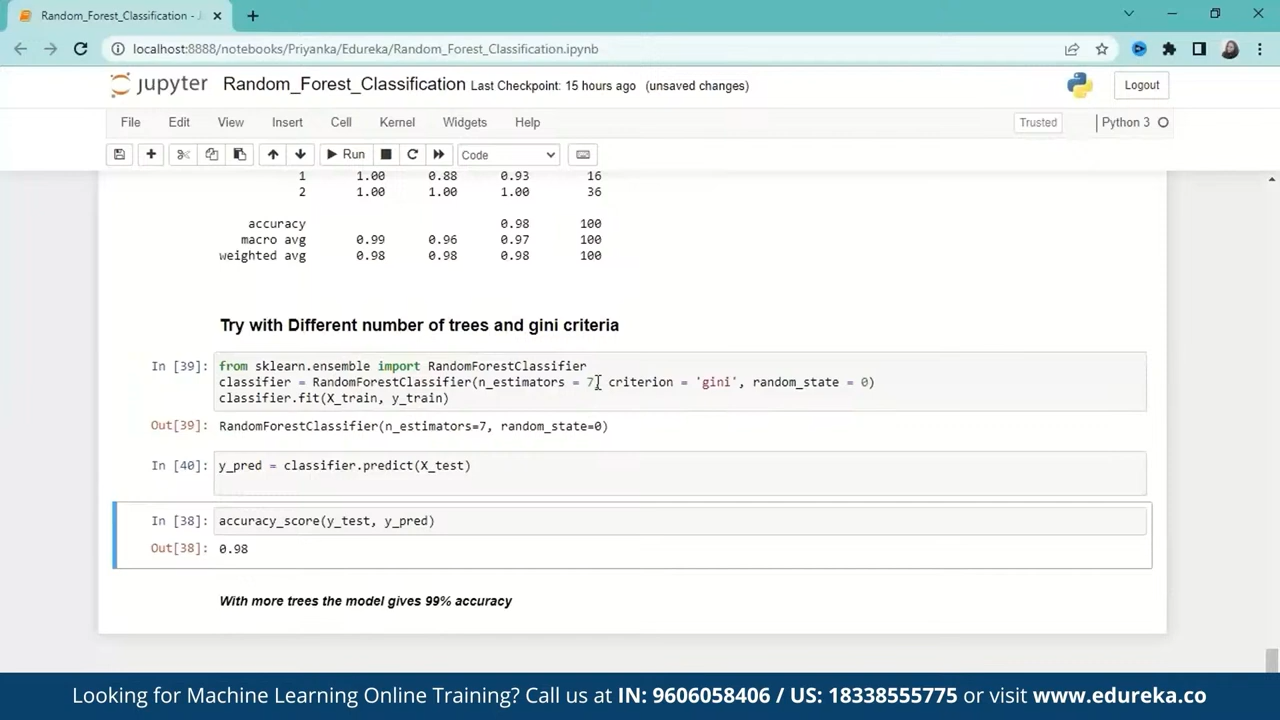 Random_Forest_Classification - J
localhost:8888/notebooks/Priyanka/Edureka/Random_Forest_Classification.ipynb
jupyter Random_Forest_Classification Last Checkpoint: 15 hours ago (unsaved changes) Logout
File Edit View Insert Cell Kernel Widgets Help Trusted Python 3
Run Code
1 1.00 0.88 0.93 16
2 1.00 1.00 1.00 36
accuracy 0.98 100
macro avg 0.99 0.96 0.97 100
weighted avg 0.98 0.98 0.98 100
Try with Different number of trees and gini criteria
In [39]: from sklearn.ensemble import RandomForestClassifier
classifier = RandomForestClassifier(n_estimators = 7, criterion = 'gini', random_state = 0)
classifier.fit(X_train, y_train)
Out[39]: RandomForestClassifier(n_estimators=7, random_state=0)
In [40]: y_pred = classifier.predict(X_test)
In [38]: accuracy_score(y_test, y_pred)
Out[38]: 0.98
With more trees the model gives 99% accuracy
Looking for Machine Learning Online Training? Call us at IN: 9606058406 / US: 18338555775 or visit www.edureka.co